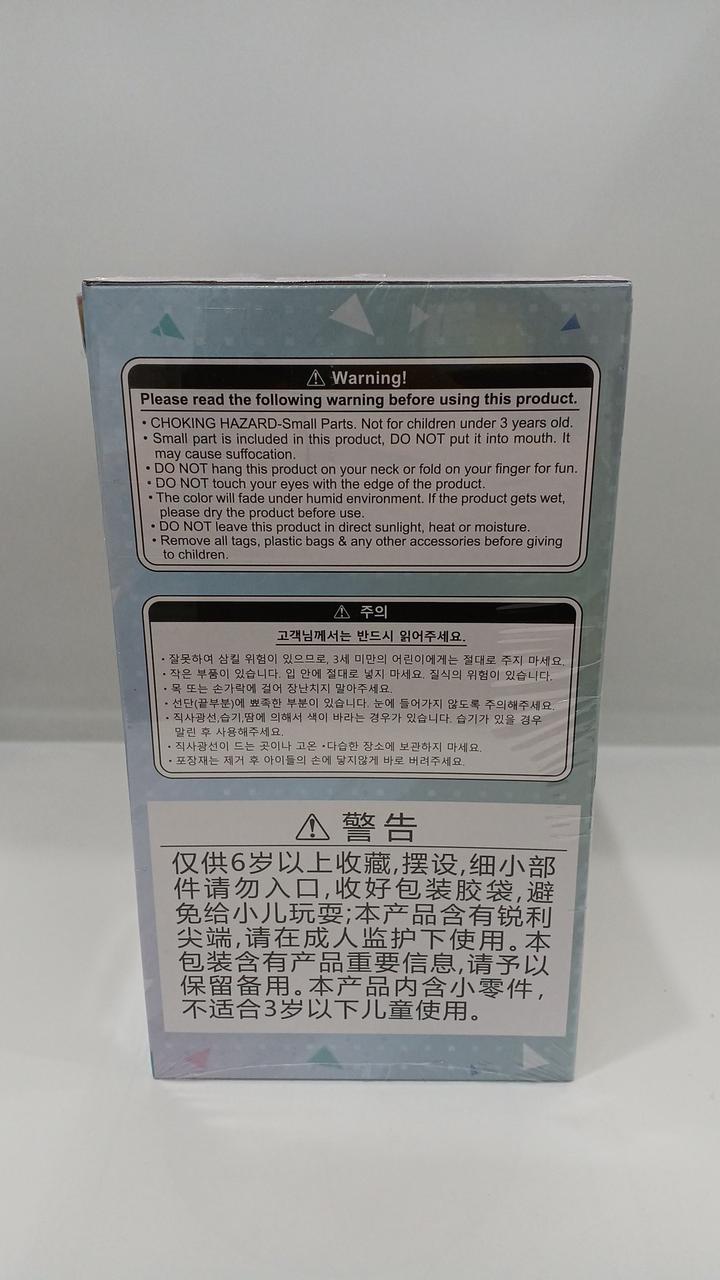 ⚠ Warning!
Please read the following warning before using this product.
• CHOKING HAZARD-Small Parts. Not for children under 3 years old.
• Small part is included in this product, DO NOT put it into mouth. It
may cause suffocation.
• DO NOT hang this product on your neck or fold on your finger for fun.
• DO NOT touch your eyes with the edge of the product.
• The color will fade under humid environment. If the product gets wet,
please dry the product before use.
• DO NOT leave this product in direct sunlight, heat or moisture.
• Remove all tags, plastic bags & any other accessories before giving
to children.
⚠ 주의
고객님께서는 반드시 읽어주세요.
• 잘못하여 삼킬 위험이 있으므로, 3세 미만의 어린이에게는 절대로 주지 마세요.
• 작은 부품이 있습니다. 입 안에 절대로 넣지 마세요. 질식의 위험이 있습니다.
• 목 또는 손가락에 걸어 장난치지 말아주세요.
• 선단(끝부분)에 뾰족한 부분이 있습니다. 눈에 들어가지 않도록 주의해주세요.
• 직사광선,습기,땀에 의해서 색이 바라는 경우가 있습니다. 습기가 있을 경우
말린 후 사용해주세요.
• 직사광선이 드는 곳이나 고온 •다습한 장소에 보관하지 마세요.
• 포장재는 제거 후 아이들의 손에 닿지않게 바로 버려주세요.
⚠ 警告
仅供6岁以上收藏,摆设,细小部
件请勿入口,收好包装胶袋,避
免给小儿玩耍;本产品含有锐利
尖端,请在成人监护下使用。本
包装含有产品重要信息,请予以
保留备用。本产品内含小零件,
不适合3岁以下儿童使用。